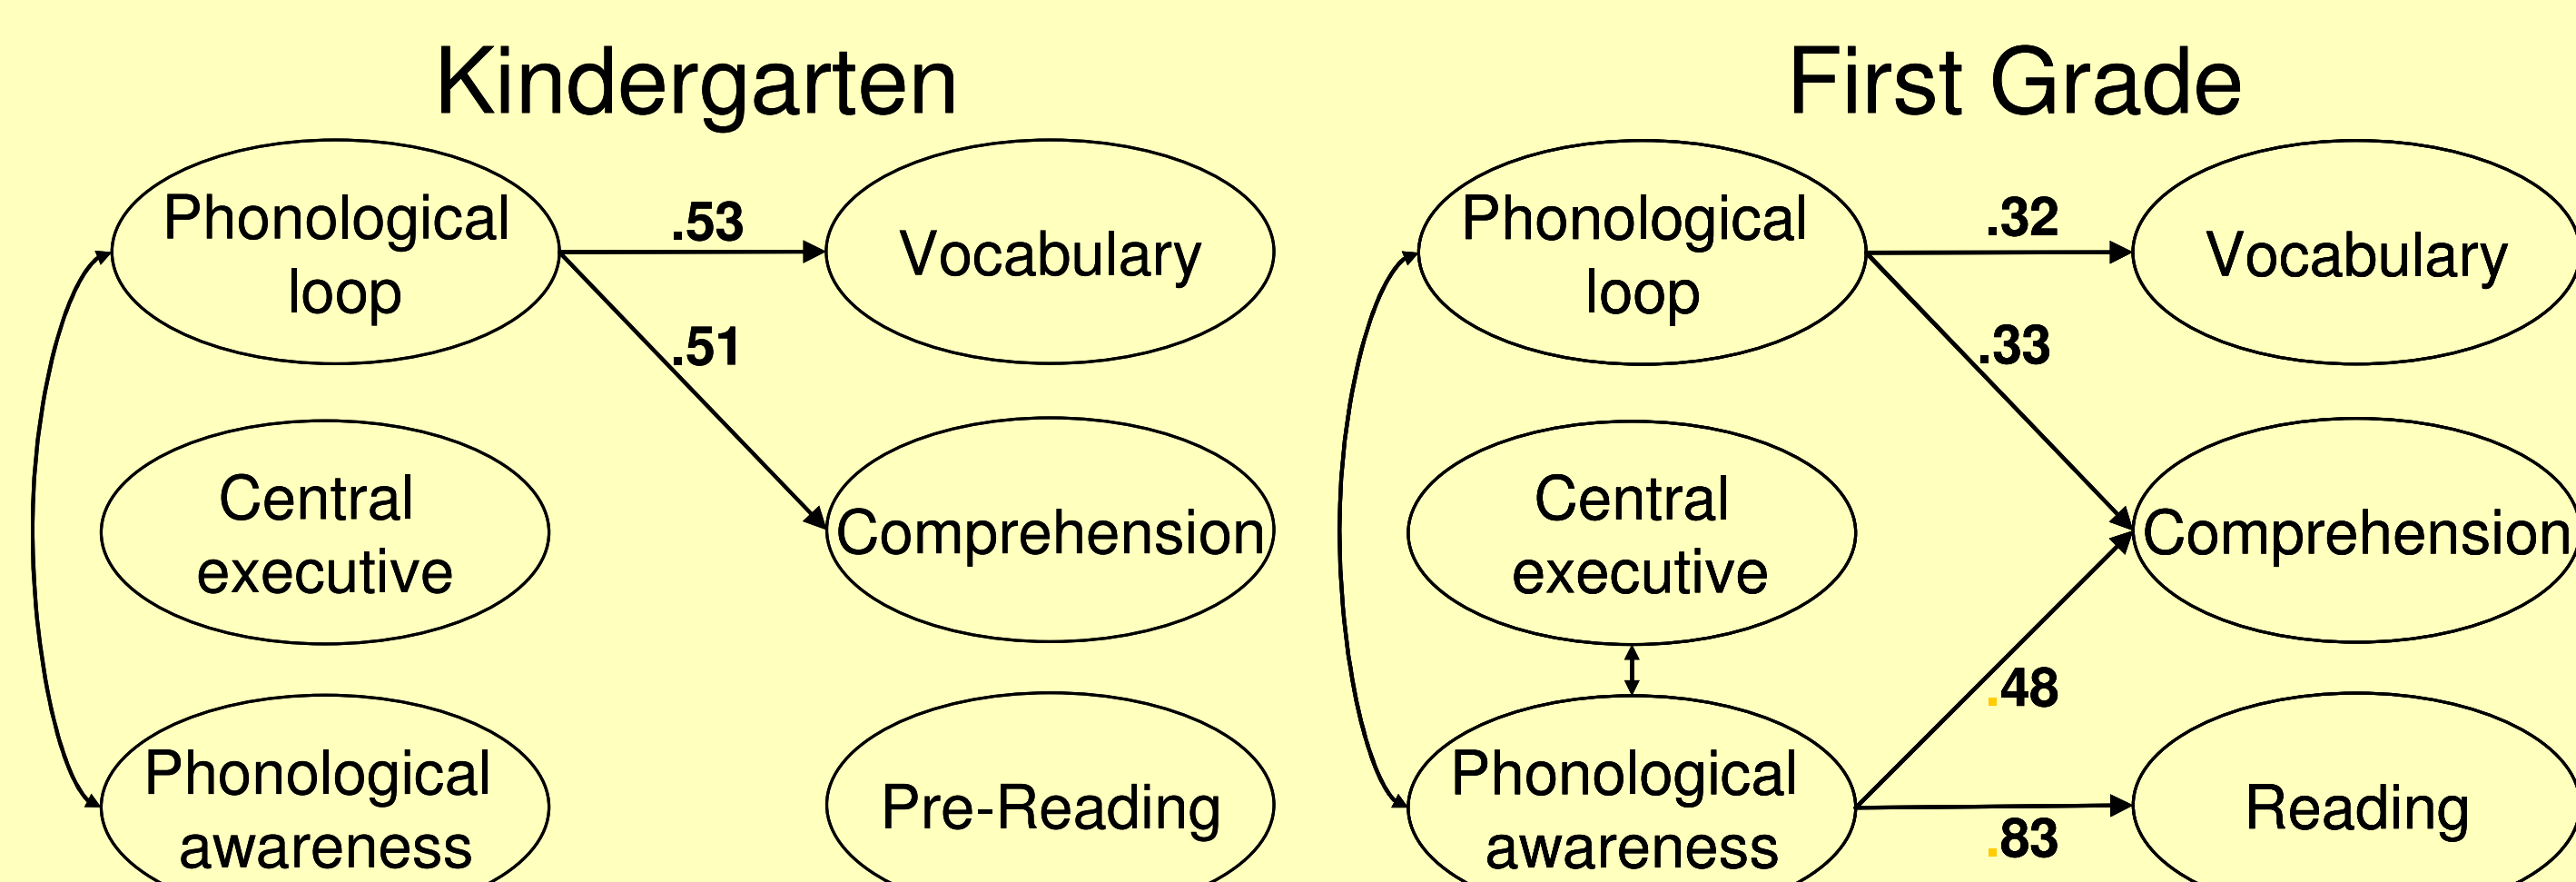 Kindergarten
Phonological
loop
.53
Vocabulary
.51
Central
executive
Comprehension
Phonological
awareness
Pre-Reading
First Grade
Phonological
loop
.32
Vocabulary
.33
Central
executive
Comprehension
.48
Phonological
awareness
Reading
.83